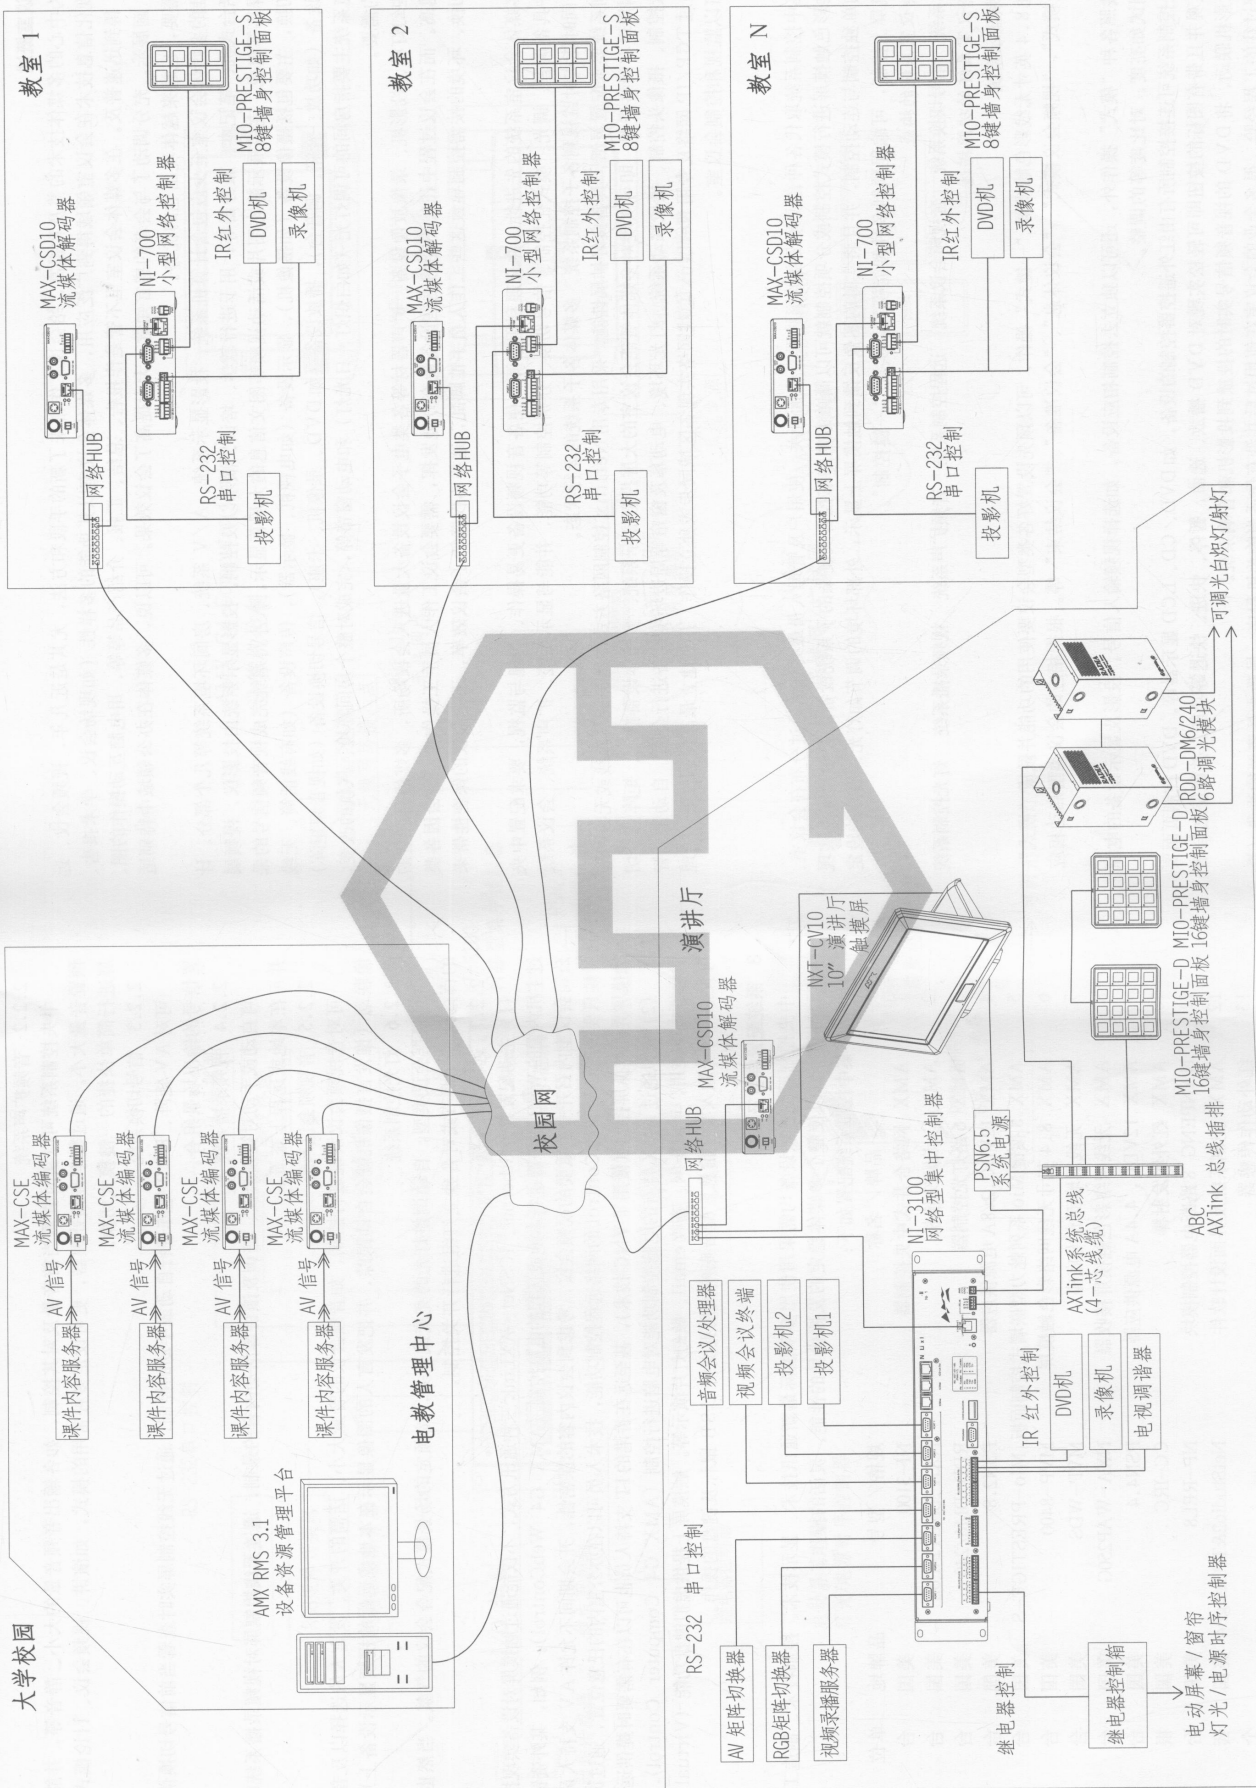 大学校园
AMX RMS 3.1
设备资源管理平台
电教管理中心
课件内容服务器
AV 信号
MAX-CSE
流媒体编码器
课件内容服务器
AV 信号
MAX-CSE
流媒体编码器
课件内容服务器
AV 信号
MAX-CSE
流媒体编码器
课件内容服务器
AV 信号
MAX-CSE
流媒体编码器
校园网
教室 1
MAX-CSD10
流媒体解码器
网络HUB
NI-700
小型网络控制器
RS-232
串口控制
投影机
IR红外控制
DVD机
录像机
MIO-PRESTIGE-S
8键墙身控制面板
教室 2
MAX-CSD10
流媒体解码器
网络HUB
NI-700
小型网络控制器
RS-232
串口控制
投影机
IR红外控制
DVD机
录像机
MIO-PRESTIGE-S
8键墙身控制面板
教室 N
MAX-CSD10
流媒体解码器
网络HUB
NI-700
小型网络控制器
RS-232
串口控制
投影机
IR红外控制
DVD机
录像机
MIO-PRESTIGE-S
8键墙身控制面板
演讲厅
网络HUB
MAX-CSD10
流媒体解码器
NXT-CV10
10″ 演讲厅
触摸屏
RS-232 串口控制
AV 矩阵切换器
RGB矩阵切换器
视频录播服务器
音频会议/处理器
视频会议终端
投影机2
投影机1
NI-3100
网络型集中控制器
PSN6.5
系统电源
继电器控制
继电器控制箱
电动屏幕/窗帘
灯光/电源时序控制器
IR 红外控制
DVD机
录像机
电视调谐器
AXlink系统总线
(4-芯线缆)
ABC
AXlink 总线插排
MIO-PRESTIGE-D
16键墙身控制面板
MIO-PRESTIGE-D
16键墙身控制面板
RDD-DM6/240
6路调光模块
可调光白炽灯/射灯